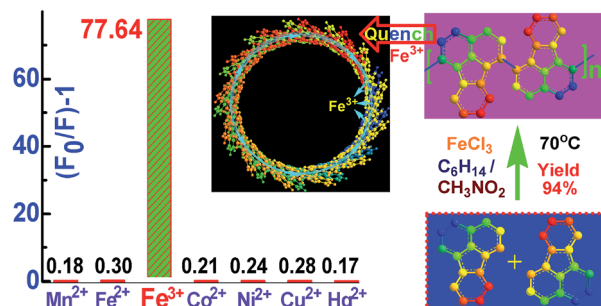 (F0/F)-1
80
60
40
20
0
77.64
0.18 0.30 0.21 0.24 0.28 0.17
Mn2+ Fe2+ Fe3+ Co2+ Ni2+ Cu2+ Hg2+
Fe3+
Quench
Fe3+
[ ]n
FeCl3
C6H14 /
CH3NO2
70°C
Yield
94%
+